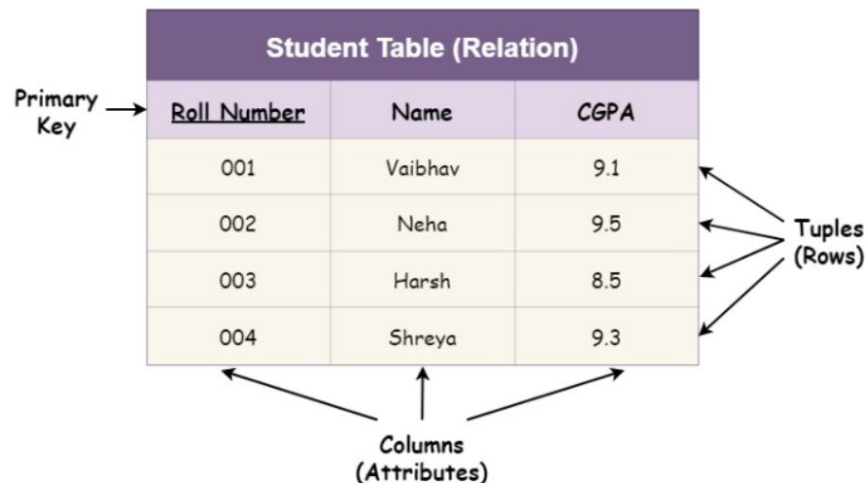 Student Table (Relation)
Primary
Key
Roll Number Name CGPA
001 Vaibhav 9.1
002 Neha 9.5
003 Harsh 8.5
004 Shreya 9.3
Tuples
(Rows)
Columns
(Attributes)